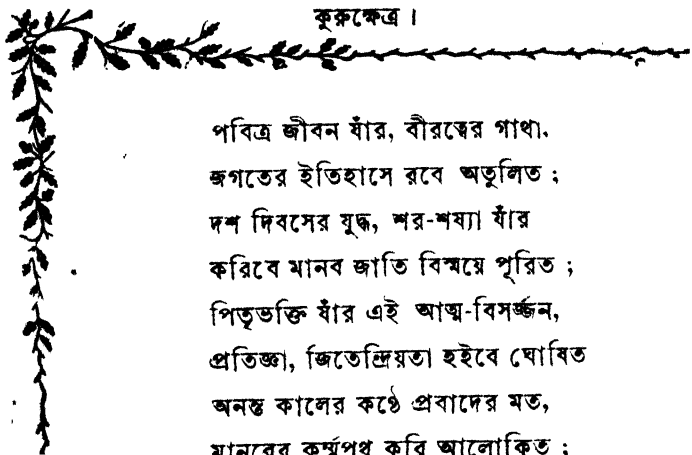 কুরুক্ষেত্র ।
পবিত্র জীবন যাঁর, বীরত্বের গাথা.
জগতের ইতিহাসে রবে অতুলিত ;
দশ দিবসের যুদ্ধ, শর-শয্যা যাঁর
করিবে মানব জাতি বিস্ময়ে পূরিত ;
পিতৃভক্তি যাঁর এই আত্ম-বিসর্জ্জন,
প্রতিজ্ঞা, জিতেন্দ্রিয়তা হইবে ঘোষিত
অনন্ত কালের কণ্ঠে প্রবাদের মত,
মানবের কর্ম্মপথ করি আলোকিত ;